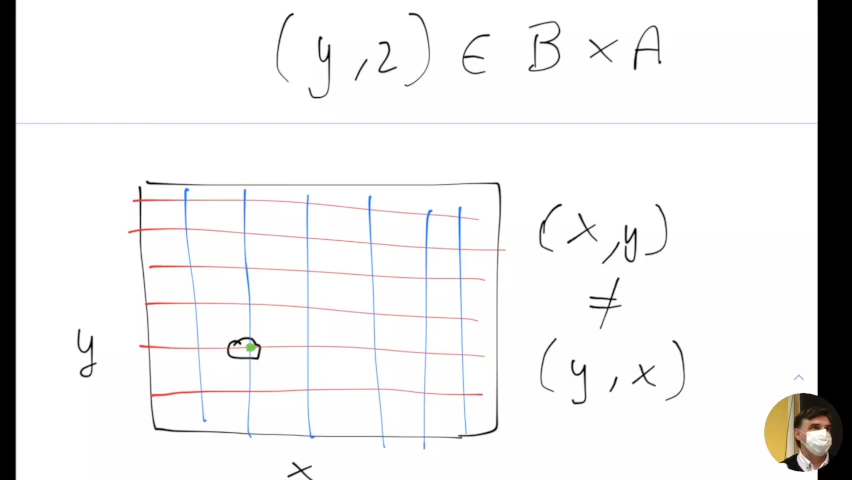 (y, 2) ∈ B × A
(x, y)
≠
y
(y, x)
x